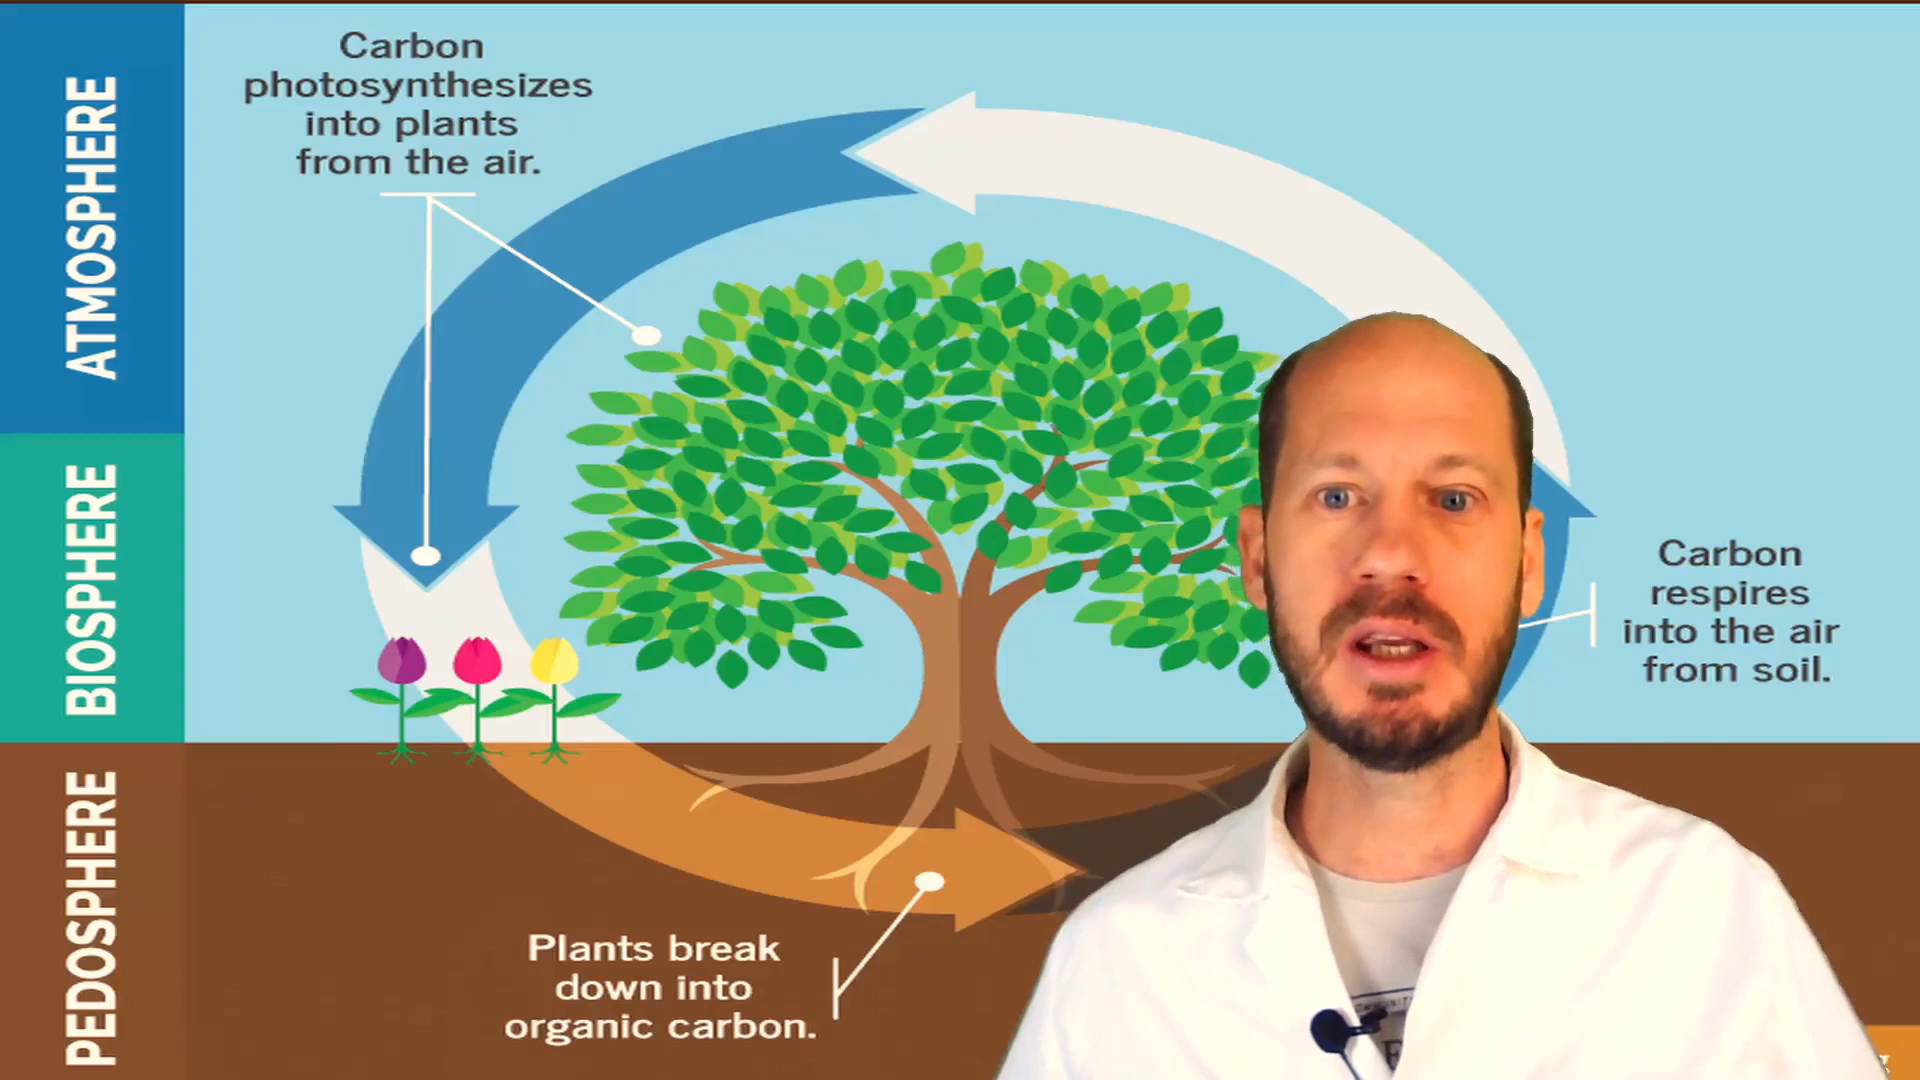 ATMOSPHERE
BIOSPHERE
PEDOSPHERE
Carbon
photosynthesizes
into plants
from the air.
Carbon
respires
into the air
from soil.
Plants break
down into
organic carbon.